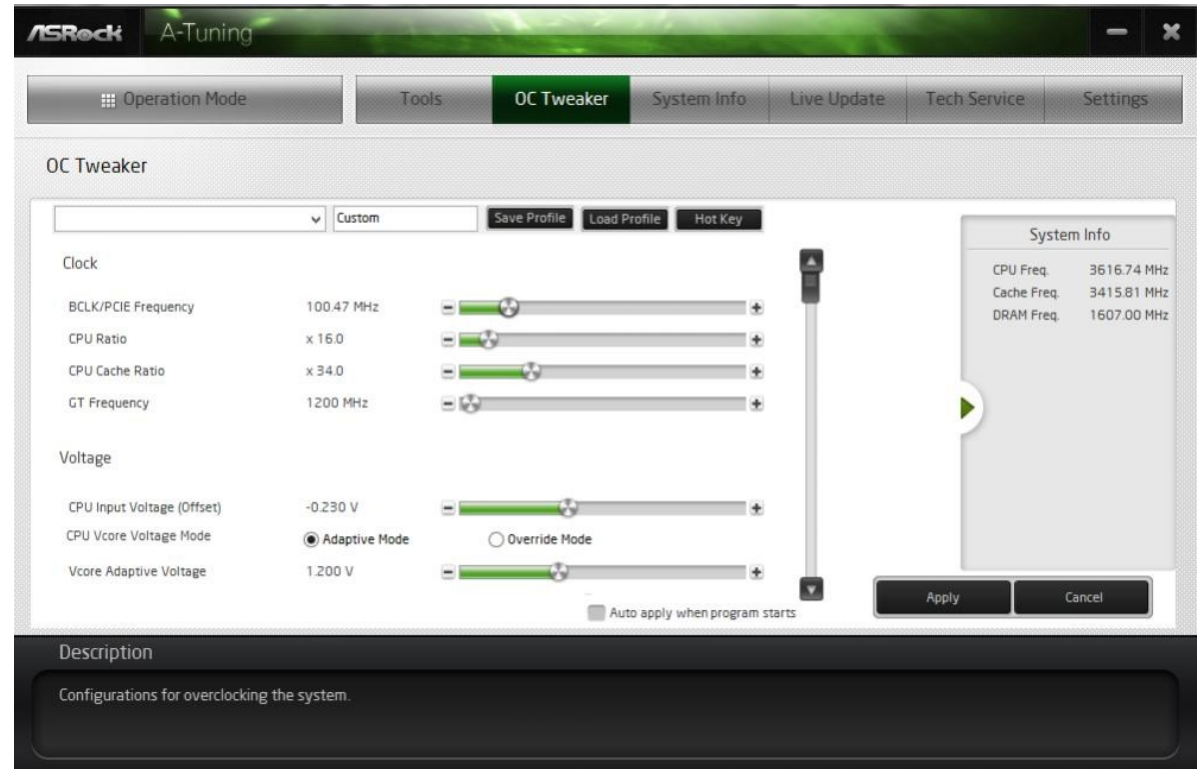 ASRock A-Tuning
Operation Mode Tools OC Tweaker System Info Live Update Tech Service Settings
OC Tweaker
Custom Save Profile Load Profile Hot Key
System Info
Clock
CPU Freq. 3616.74 MHz
Cache Freq. 3415.81 MHz
DRAM Freq. 1607.00 MHz
BCLK/PCIE Frequency 100.47 MHz
CPU Ratio x 16.0
CPU Cache Ratio x 34.0
GT Frequency 1200 MHz
Voltage
CPU Input Voltage (Offset) -0.230 V
CPU Vcore Voltage Mode Adaptive Mode Override Mode
Vcore Adaptive Voltage 1.200 V
Auto apply when program starts
Apply Cancel
Description
Configurations for overclocking the system.